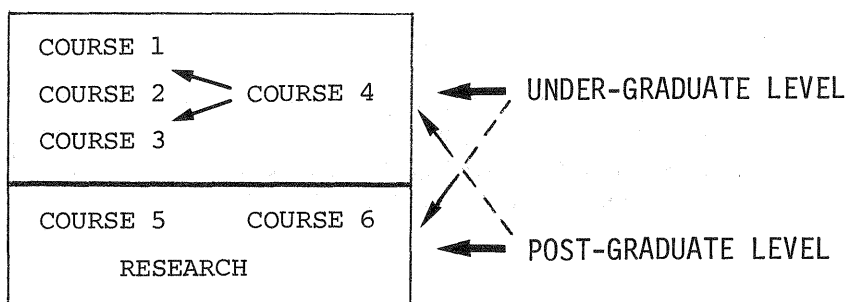 COURSE 1
COURSE 2 COURSE 4 UNDER-GRADUATE LEVEL
COURSE 3
COURSE 5 COURSE 6
POST-GRADUATE LEVEL
RESEARCH